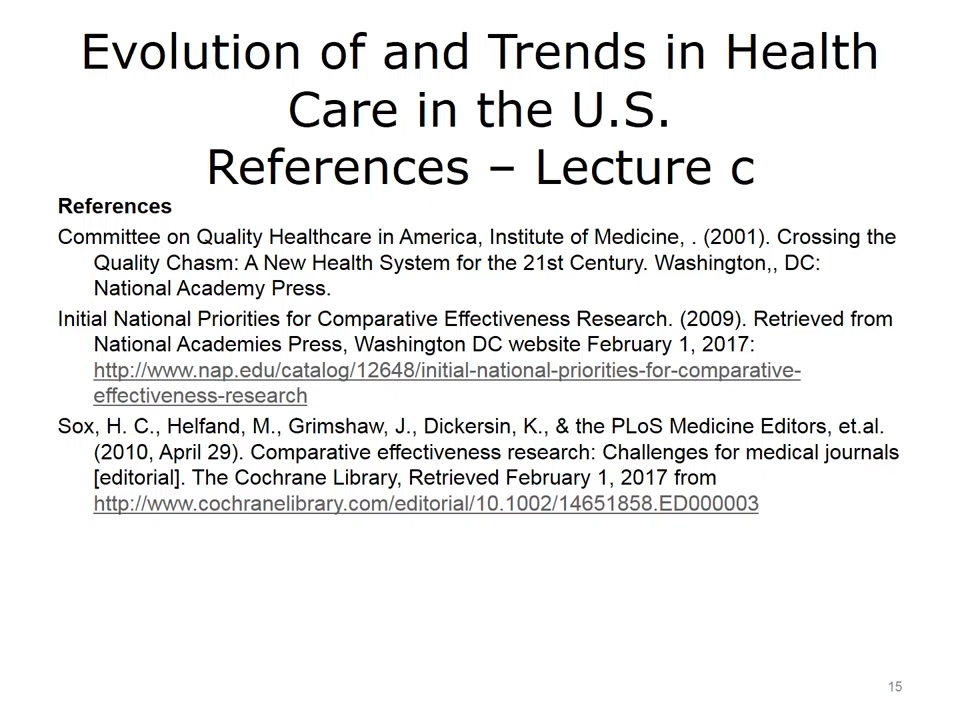 Evolution of and Trends in Health
Care in the U.S.
References – Lecture c
References
Committee on Quality Healthcare in America, Institute of Medicine, . (2001). Crossing the
Quality Chasm: A New Health System for the 21st Century. Washington,, DC:
National Academy Press.
Initial National Priorities for Comparative Effectiveness Research. (2009). Retrieved from
National Academies Press, Washington DC website February 1, 2017:
http://www.nap.edu/catalog/12648/initial-national-priorities-for-comparative-
effectiveness-research
Sox, H. C., Helfand, M., Grimshaw, J., Dickersin, K., & the PLoS Medicine Editors, et.al.
(2010, April 29). Comparative effectiveness research: Challenges for medical journals
[editorial]. The Cochrane Library, Retrieved February 1, 2017 from
http://www.cochranelibrary.com/editorial/10.1002/14651858.ED000003
15